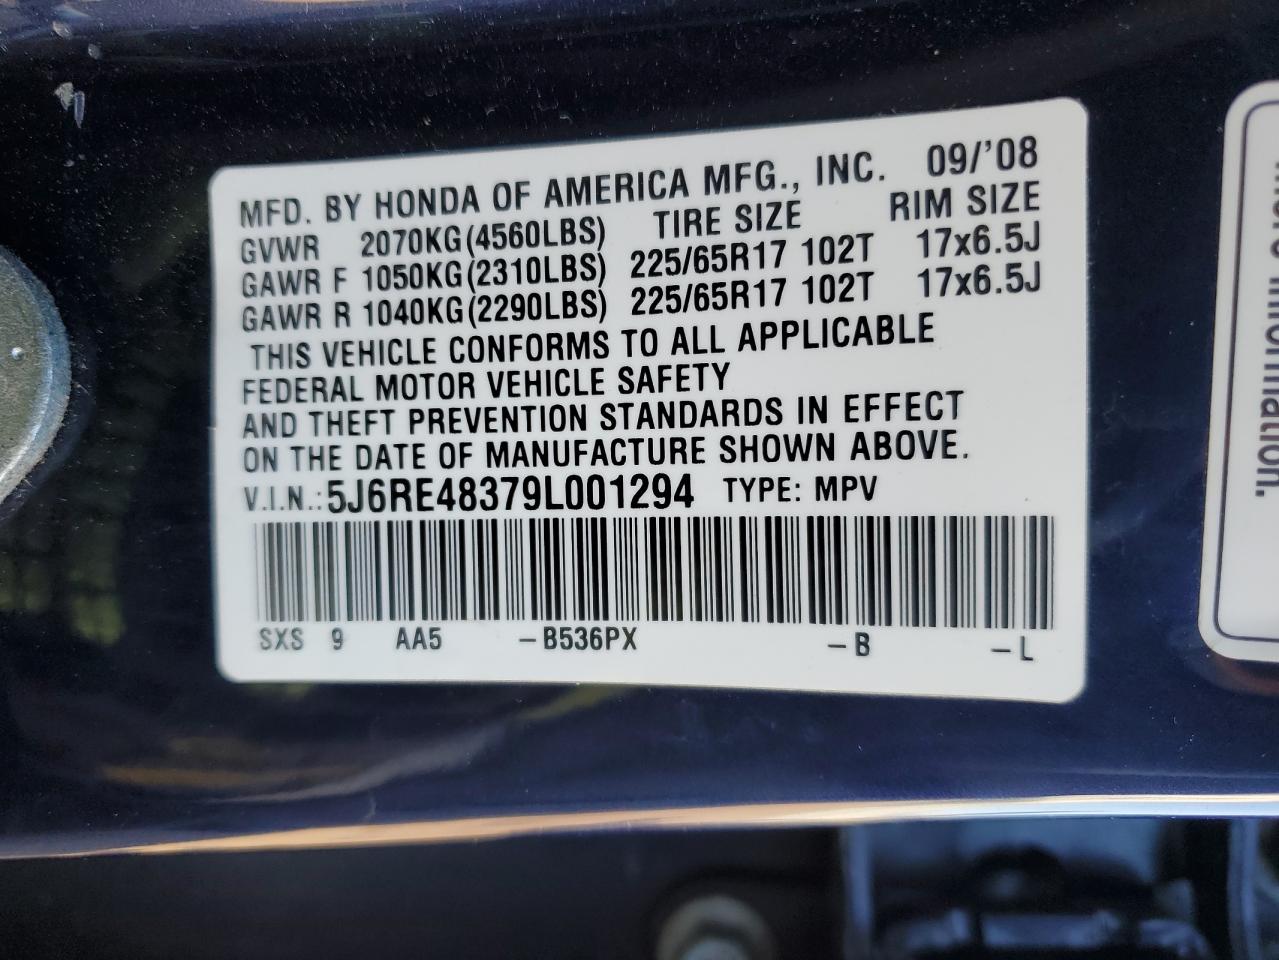 MFD. BY HONDA OF AMERICA MFG., INC. 09/'08
GVWR 2070KG(4560LBS) TIRE SIZE RIM SIZE
GAWR F 1050KG(2310LBS) 225/65R17 102T 17x6.5J
GAWR R 1040KG(2290LBS) 225/65R17 102T 17x6.5J
THIS VEHICLE CONFORMS TO ALL APPLICABLE
FEDERAL MOTOR VEHICLE SAFETY
AND THEFT PREVENTION STANDARDS IN EFFECT
ON THE DATE OF MANUFACTURE SHOWN ABOVE.
V.I.N.: 5J6RE48379L001294 TYPE: MPV
SXS 9 AA5 –B536PX –B –L
information.